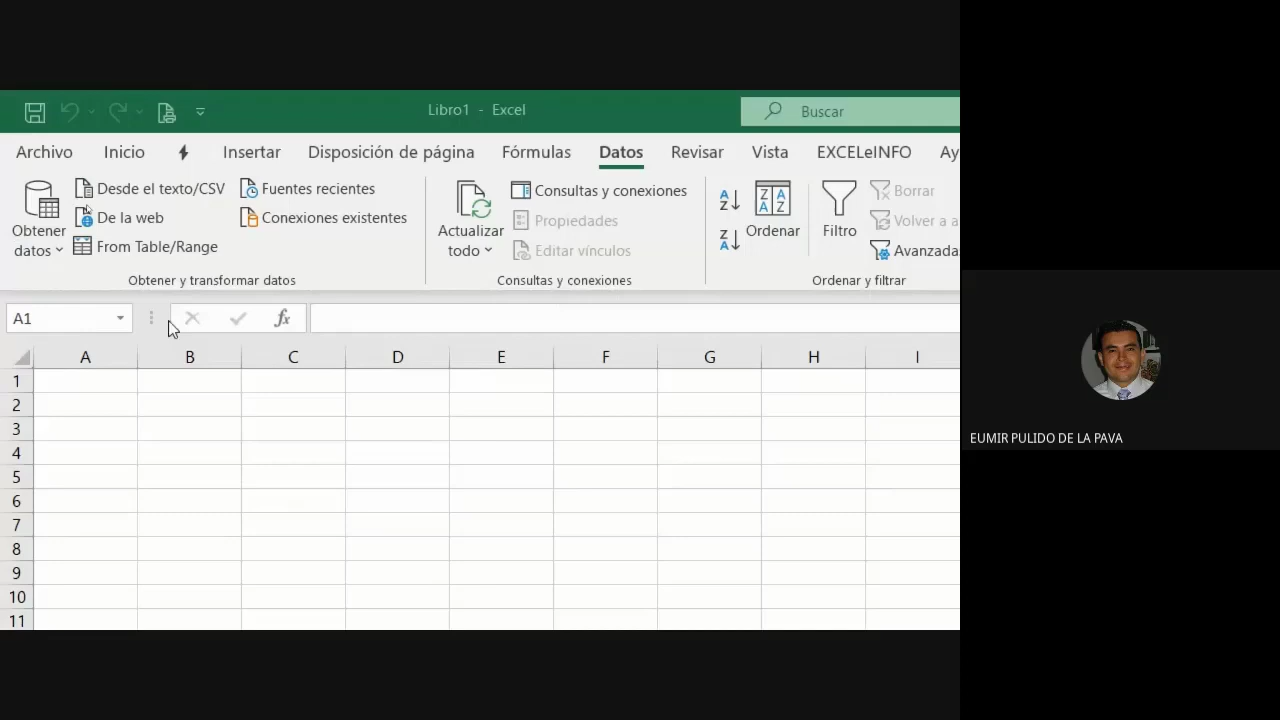 Libro1 - Excel
Buscar
Archivo Inicio Insertar Disposición de página Fórmulas Datos Revisar Vista EXCELeINFO Ay
Desde el texto/CSV Fuentes recientes Consultas y conexiones Borrar
De la web Conexiones existentes Propiedades Volver a a
From Table/Range Editar vínculos Avanzadas
Obtener
datos
Actualizar
todo
Ordenar
Filtro
Obtener y transformar datos Consultas y conexiones Ordenar y filtrar
A1 fx
A B C D E F G H I
1
2
3
4
5
6
7
8
9
10
11
EUMIR PULIDO DE LA PAVA